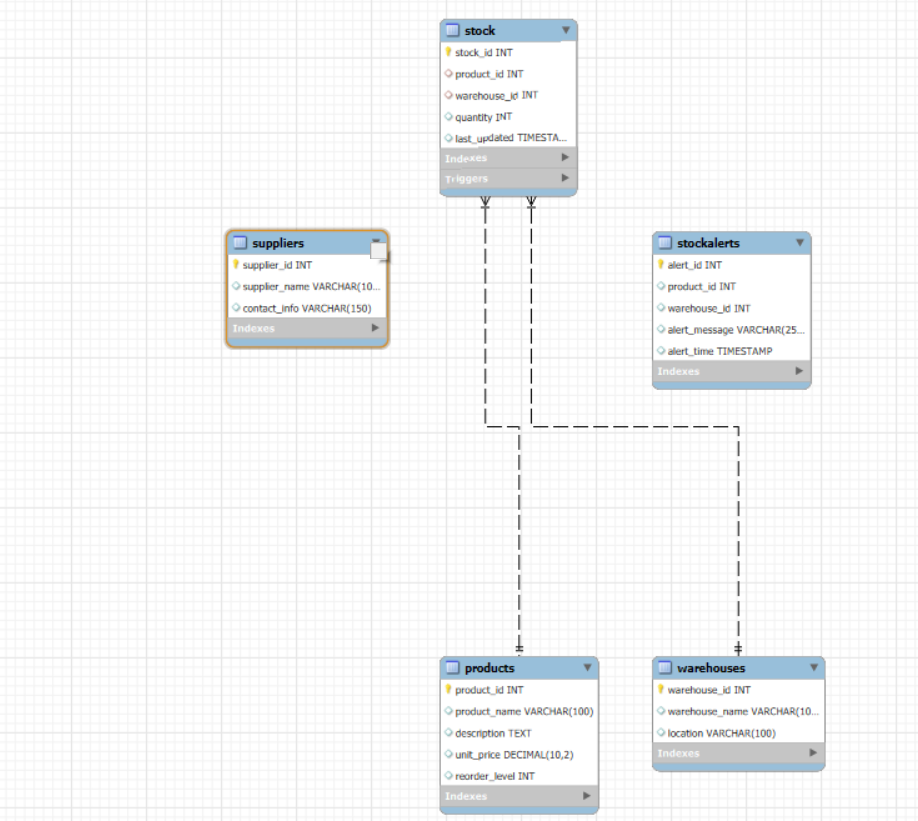 stock
stock_id INT
product_id INT
warehouse_id INT
quantity INT
last_updated TIMESTA...
Indexes
Triggers
suppliers
supplier_id INT
supplier_name VARCHAR(10...
contact_info VARCHAR(150)
Indexes
stockalerts
alert_id INT
product_id INT
warehouse_id INT
alert_message VARCHAR(25...
alert_time TIMESTAMP
Indexes
products
product_id INT
product_name VARCHAR(100)
description TEXT
unit_price DECIMAL(10,2)
reorder_level INT
Indexes
warehouses
warehouse_id INT
warehouse_name VARCHAR(10...
location VARCHAR(100)
Indexes